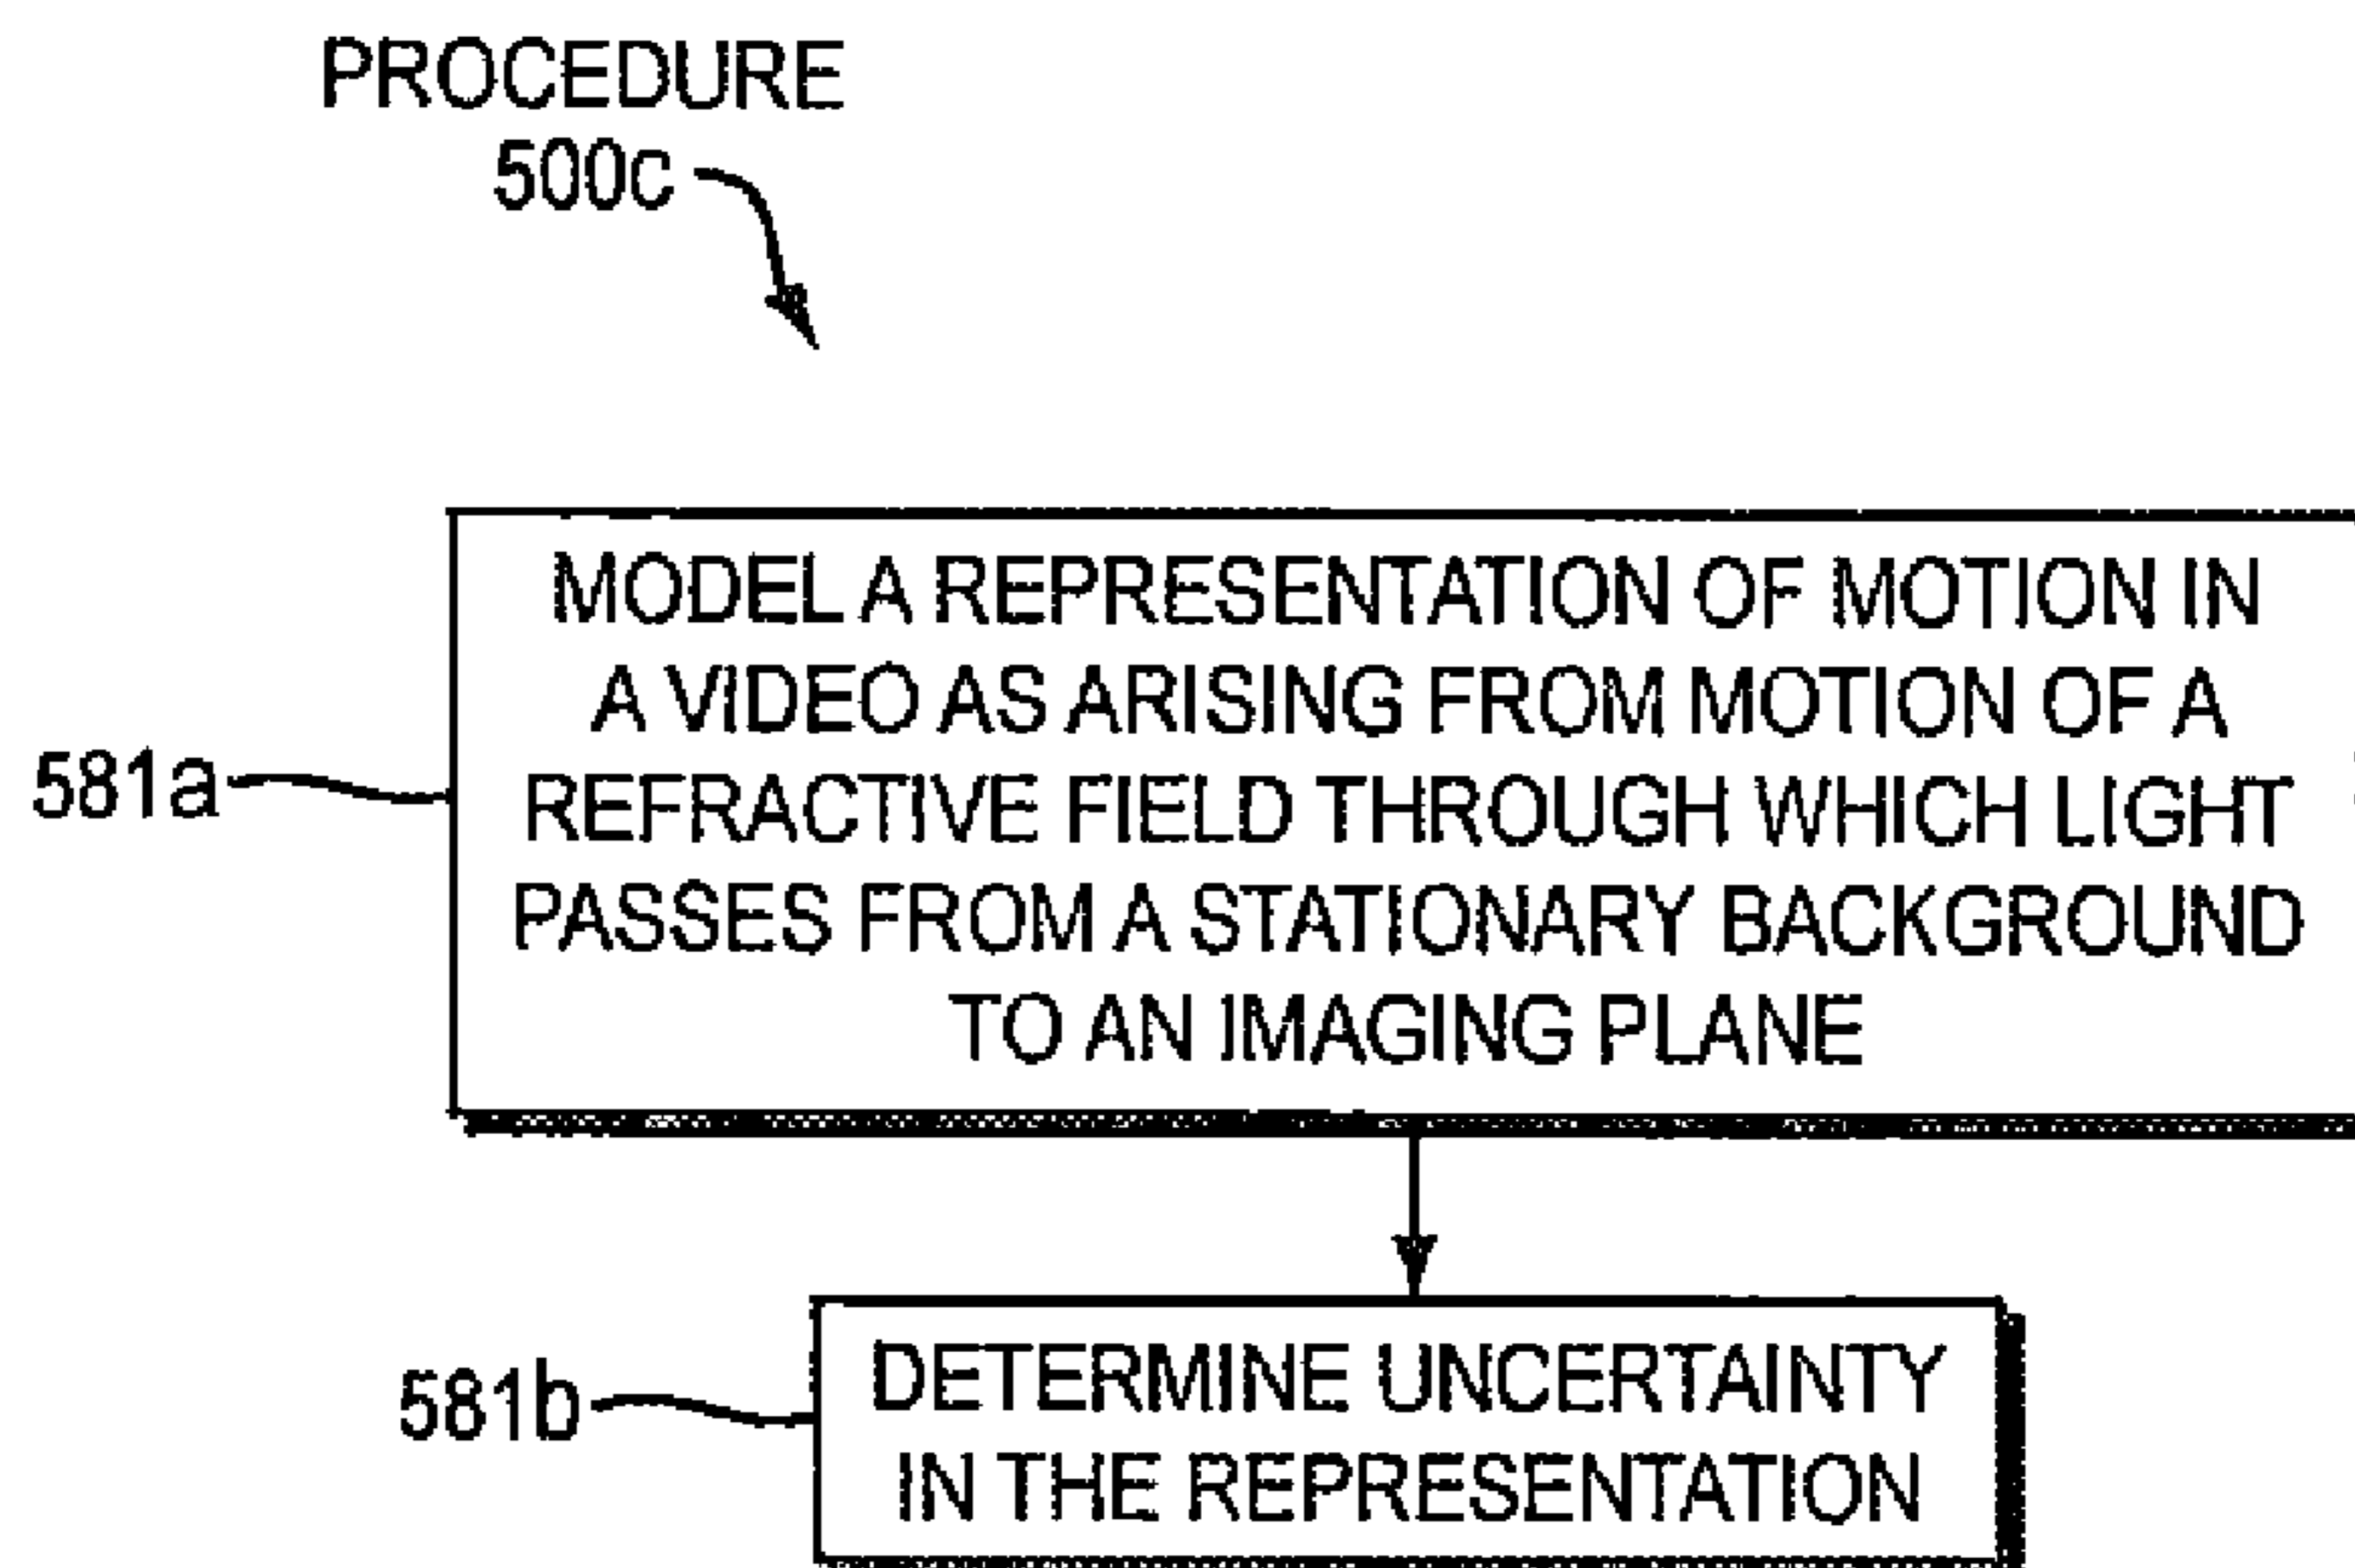 PROCEDURE
500c
MODEL A REPRESENTATION OF MOTION IN
A VIDEO AS ARISING FROM MOTION OF A
REFRACTIVE FIELD THROUGH WHICH LIGHT
PASSES FROM A STATIONARY BACKGROUND
TO AN IMAGING PLANE
581a
DETERMINE UNCERTAINTY
IN THE REPRESENTATION
581b